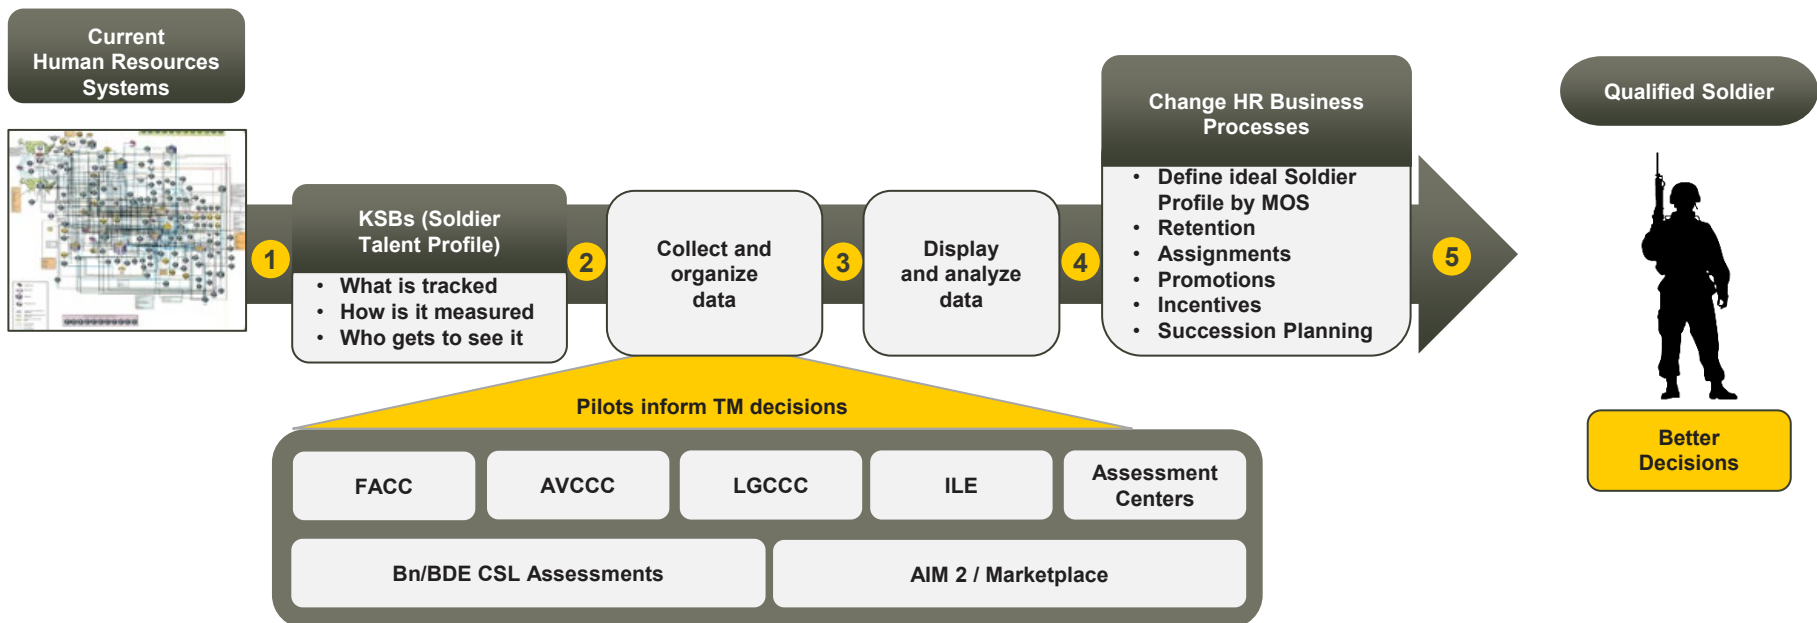 Current
Human Resources
Systems
1
KSBs (Soldier
Talent Profile)
• What is tracked
• How is it measured
• Who gets to see it
2
Collect and
organize
data
3
Display
and analyze
data
4
Change HR Business
Processes
• Define ideal Soldier
Profile by MOS
• Retention
• Assignments
• Promotions
• Incentives
• Succession Planning
5
Qualified Soldier
Better
Decisions
Pilots inform TM decisions
FACC
AVCCC
LGCCC
ILE
Assessment
Centers
Bn/BDE CSL Assessments
AIM 2 / Marketplace